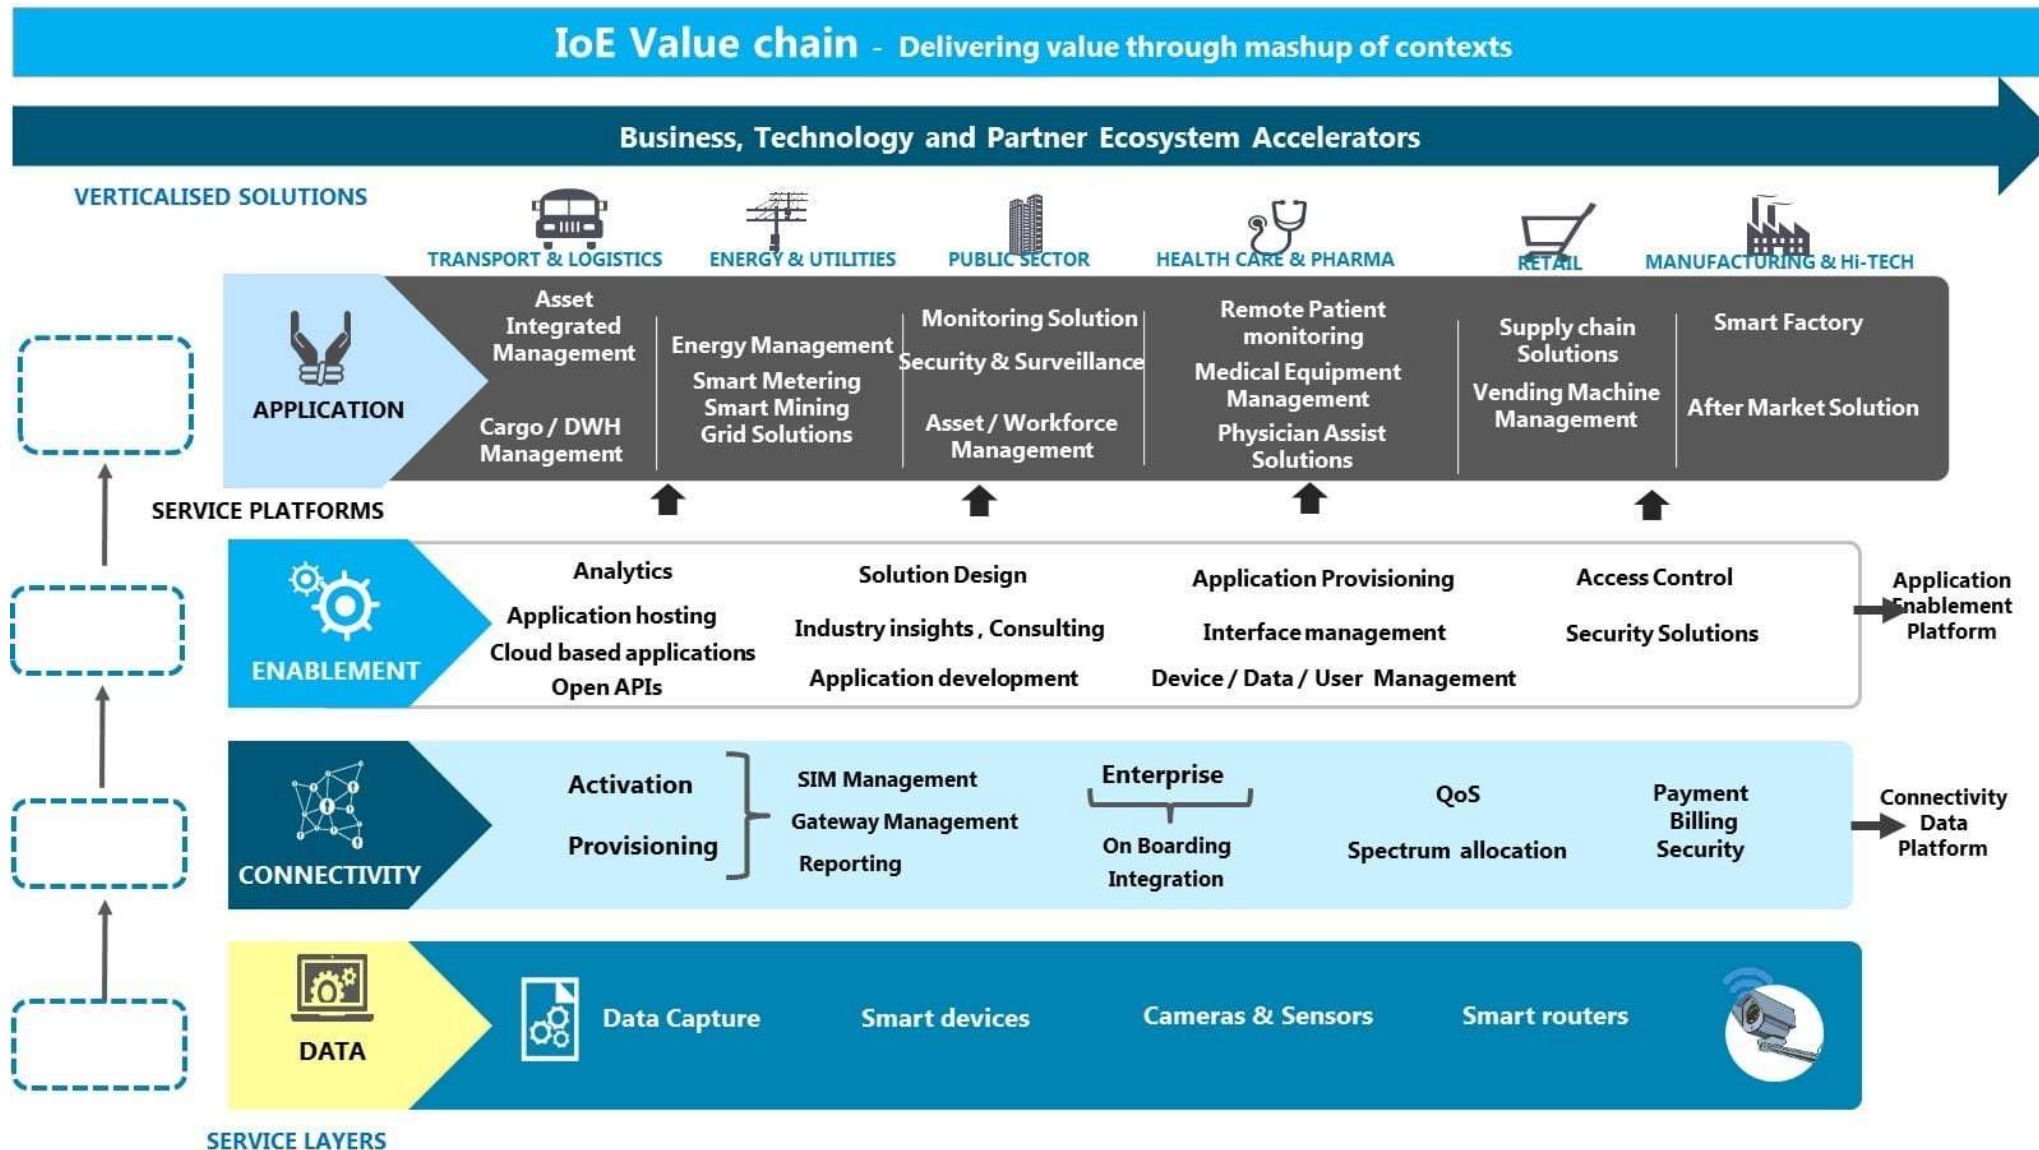 IoE Value chain - Delivering value through mashup of contexts
Business, Technology and Partner Ecosystem Accelerators
VERTICALISED SOLUTIONS
TRANSPORT & LOGISTICS
ENERGY & UTILITIES
PUBLIC SECTOR
HEALTH CARE & PHARMA
RETAIL
MANUFACTURING & Hi-TECH
APPLICATION
Asset
Integrated
Management
Cargo / DWH
Management
Energy Management
Smart Metering
Smart Mining
Grid Solutions
Monitoring Solution
Security & Surveillance
Asset / Workforce
Management
Remote Patient
monitoring
Medical Equipment
Management
Physician Assist
Solutions
Supply chain
Solutions
Vending Machine
Management
Smart Factory
After Market Solution
SERVICE PLATFORMS
ENABLEMENT
Analytics
Application hosting
Cloud based applications
Open APIs
Solution Design
Industry insights , Consulting
Application development
Application Provisioning
Interface management
Device / Data / User Management
Access Control
Security Solutions
Application
Enablement
Platform
CONNECTIVITY
Activation
Provisioning
SIM Management
Gateway Management
Reporting
Enterprise
On Boarding
Integration
QoS
Spectrum allocation
Payment
Billing
Security
Connectivity
Data
Platform
DATA
Data Capture
Smart devices
Cameras & Sensors
Smart routers
SERVICE LAYERS